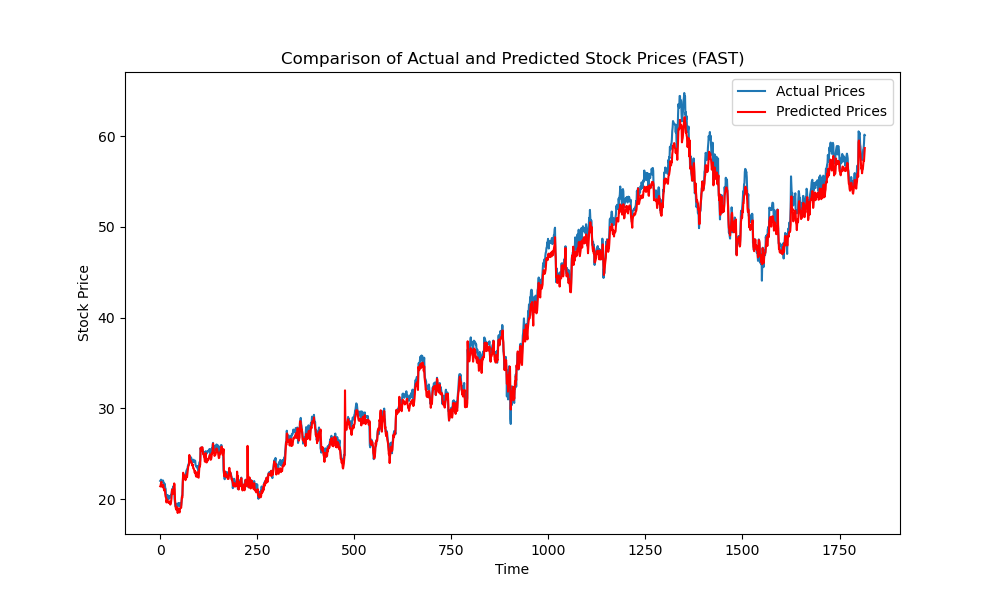 Comparison of Actual and Predicted Stock Prices (FAST)
Actual Prices
Predicted Prices
Stock Price
60
50
40
30
20
0 250 500 750 1000 1250 1500 1750
Time